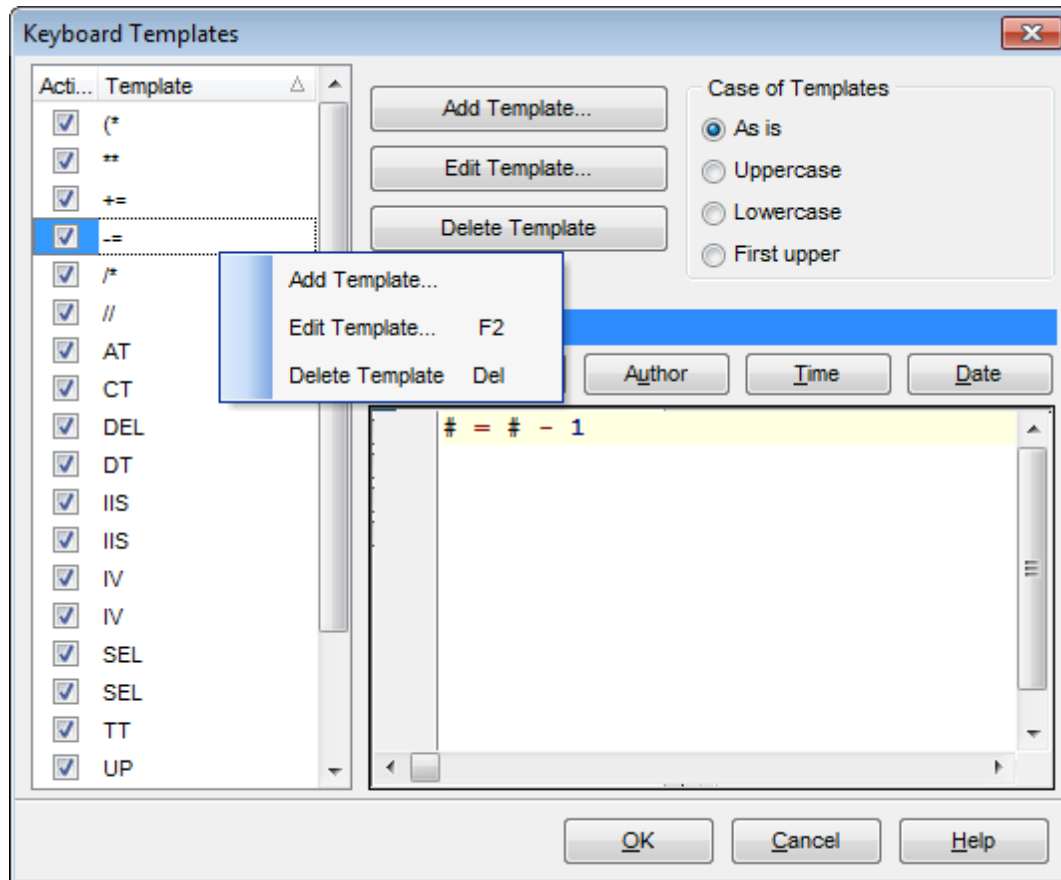 Keyboard Templates
Acti... Template
(*
**
+=
-=
/*
//
AT
CT
DEL
DT
IIS
IIS
IV
IV
SEL
SEL
TT
UP
Add Template...
Edit Template...
Delete Template
Case of Templates
As is
Uppercase
Lowercase
First upper
Add Template...
Edit Template... F2
Delete Template Del
Author Time Date
# = # - 1
OK Cancel Help